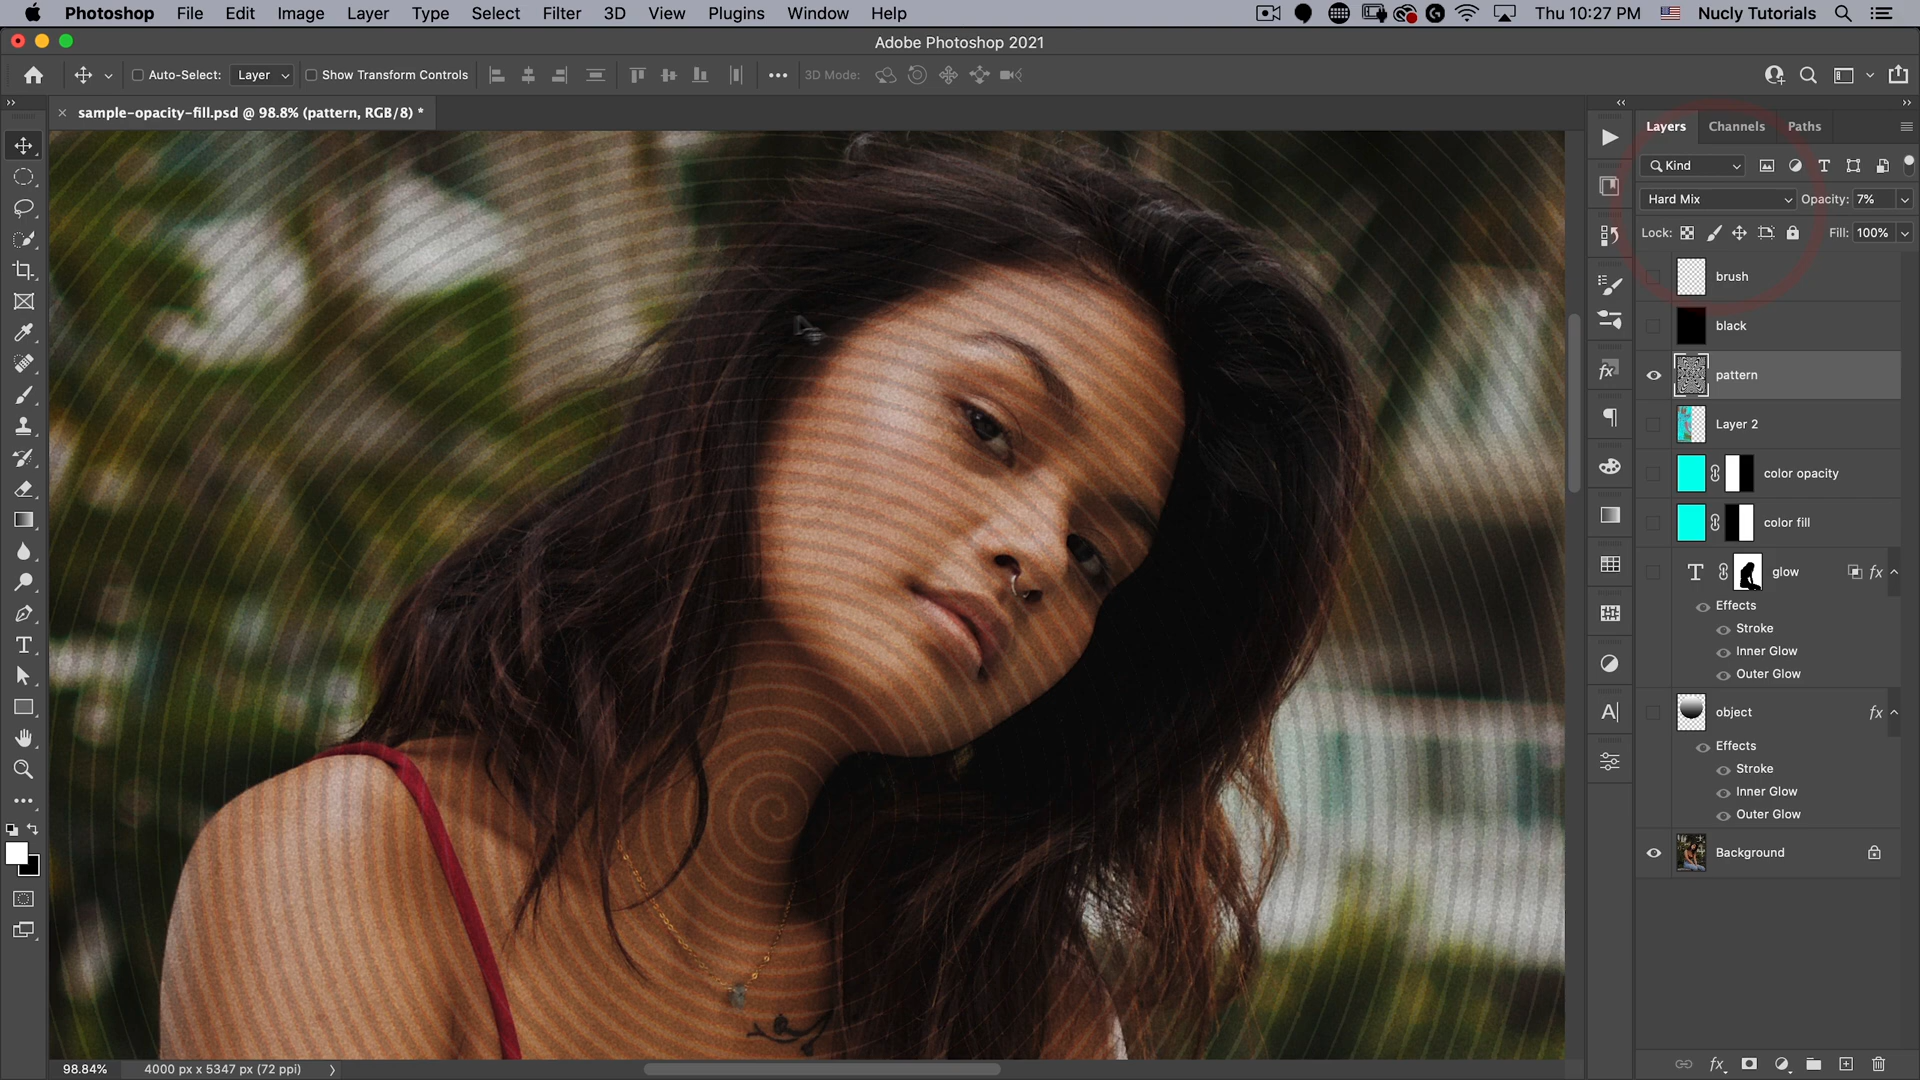 Photoshop File Edit Image Layer Type Select Filter 3D View Plugins Window Help Thu 10:27 PM Nucly Tutorials
Adobe Photoshop 2021
Auto-Select: Layer Show Transform Controls 3D Mode:
sample-opacity-fill.psd @ 98.8% (pattern, RGB/8) *
Layers Channels Paths
Kind
Hard Mix Opacity: 7%
Lock: Fill: 100%
brush
black
pattern
Layer 2
color opacity
color fill
glow fx
Effects
Stroke
Inner Glow
Outer Glow
object fx
Effects
Stroke
Inner Glow
Outer Glow
Background
98.84% 4000 px x 5347 px (72 ppi)